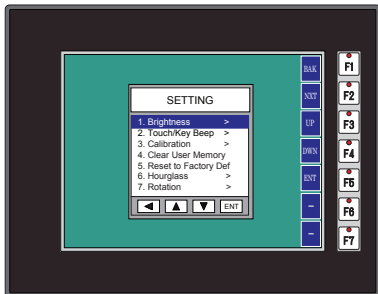 SETTING
1. Brightness >
2. Touch/Key Beep >
3. Calibration >
4. Clear User Memory
5. Reset to Factory Def
6. Hourglass >
7. Rotation >
ENT
BAK
NXT
UP
DWN
ENT
–
–
F1
F2
F3
F4
F5
F6
F7